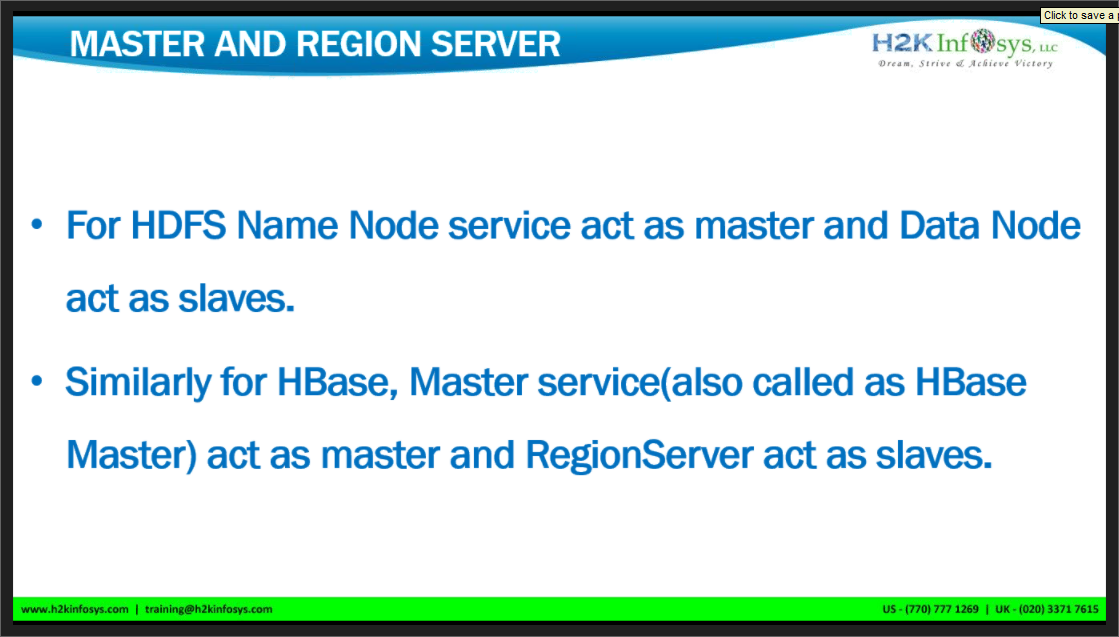 Click to save a
MASTER AND REGION SERVER
H2K Infosys, LLC
Dream, Strive & Achieve Victory
• For HDFS Name Node service act as master and Data Node
act as slaves.
• Similarly for HBase, Master service(also called as HBase
Master) act as master and RegionServer act as slaves.
www.h2kinfosys.com | training@h2kinfosys.com
US - (770) 777 1269 | UK - (020) 3371 7615